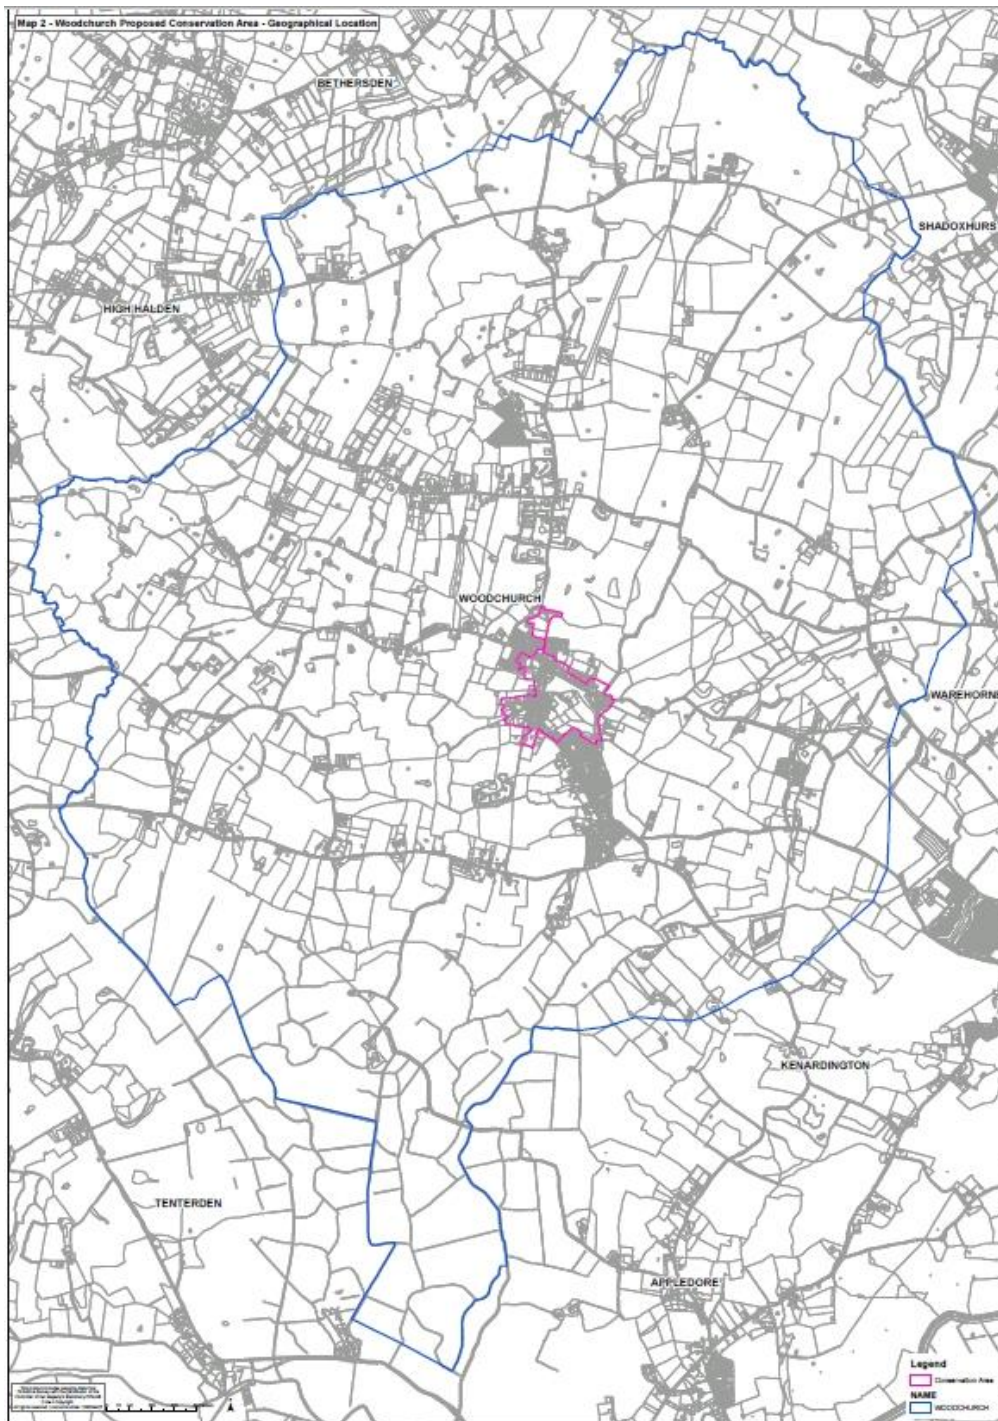 Map 2 - Woodchurch Proposed Conservation Area - Geographical Location
BETHERSDEN
SHADOXHURS
HIGH HALDEN
WOODCHURCH
WAREHORNE
KENARDINGTON
TENTERDEN
APPLEDORE
Legend
Conservation Area
NAME
WOODCHURCH